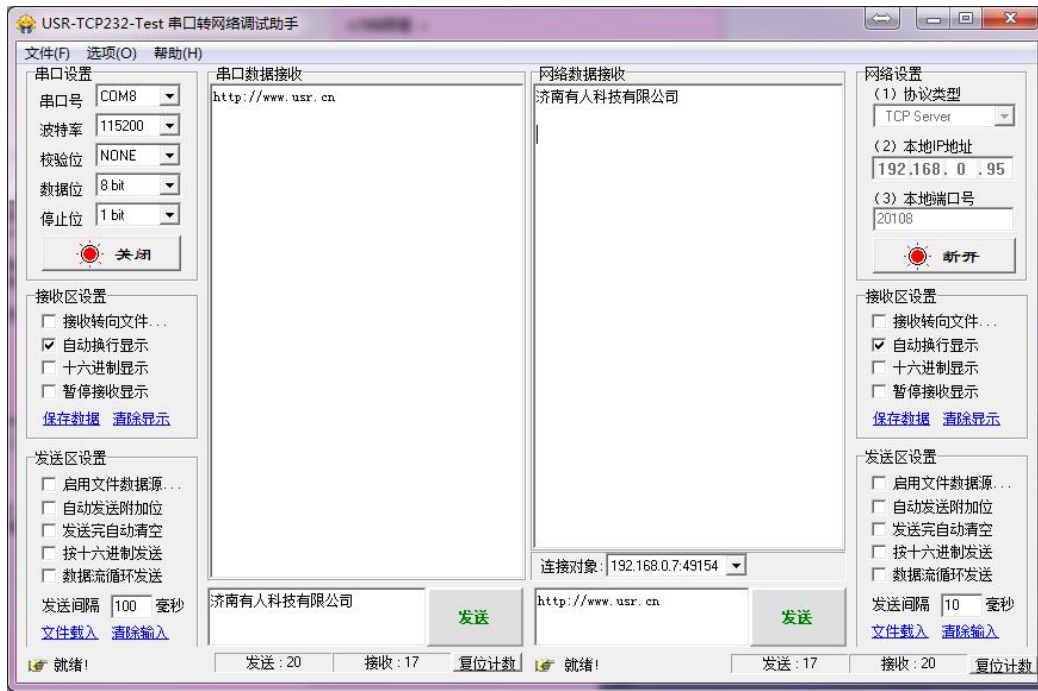 USR-TCP232-Test 串口转网络调试助手
文件(F) 选项(O) 帮助(H)
串口设置
串口号 COM8
波特率 115200
校验位 NONE
数据位 8 bit
停止位 1 bit
关闭
接收区设置
接收转向文件...
自动换行显示
十六进制显示
暂停接收显示
保存数据 清除显示
发送区设置
启用文件数据源...
自动发送附加位
发送完自动清空
按十六进制发送
数据流循环发送
发送间隔 100 毫秒
文件载入 清除输入
串口数据接收
http://www.usr.cn
济南有人科技有限公司
发送
网络数据接收
济南有人科技有限公司
连接对象: 192.168.0.7:49154
http://www.usr.cn
发送
网络设置
(1) 协议类型
TCP Server
(2) 本地IP地址
192.168. 0 .95
(3) 本地端口号
20108
断开
接收区设置
接收转向文件...
自动换行显示
十六进制显示
暂停接收显示
保存数据 清除显示
发送区设置
启用文件数据源...
自动发送附加位
发送完自动清空
按十六进制发送
数据流循环发送
发送间隔 10 毫秒
文件载入 清除输入
就绪! 发送:20 接收:17 复位计数
就绪! 发送:17 接收:20 复位计数